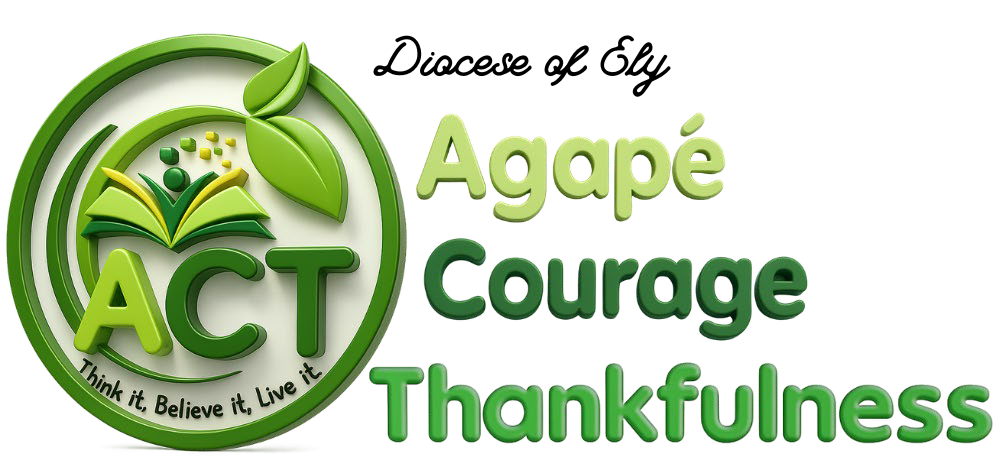 Diocese of Ely
Agapé
Courage
Thankfulness
ACT
Think it, Believe it, Live it